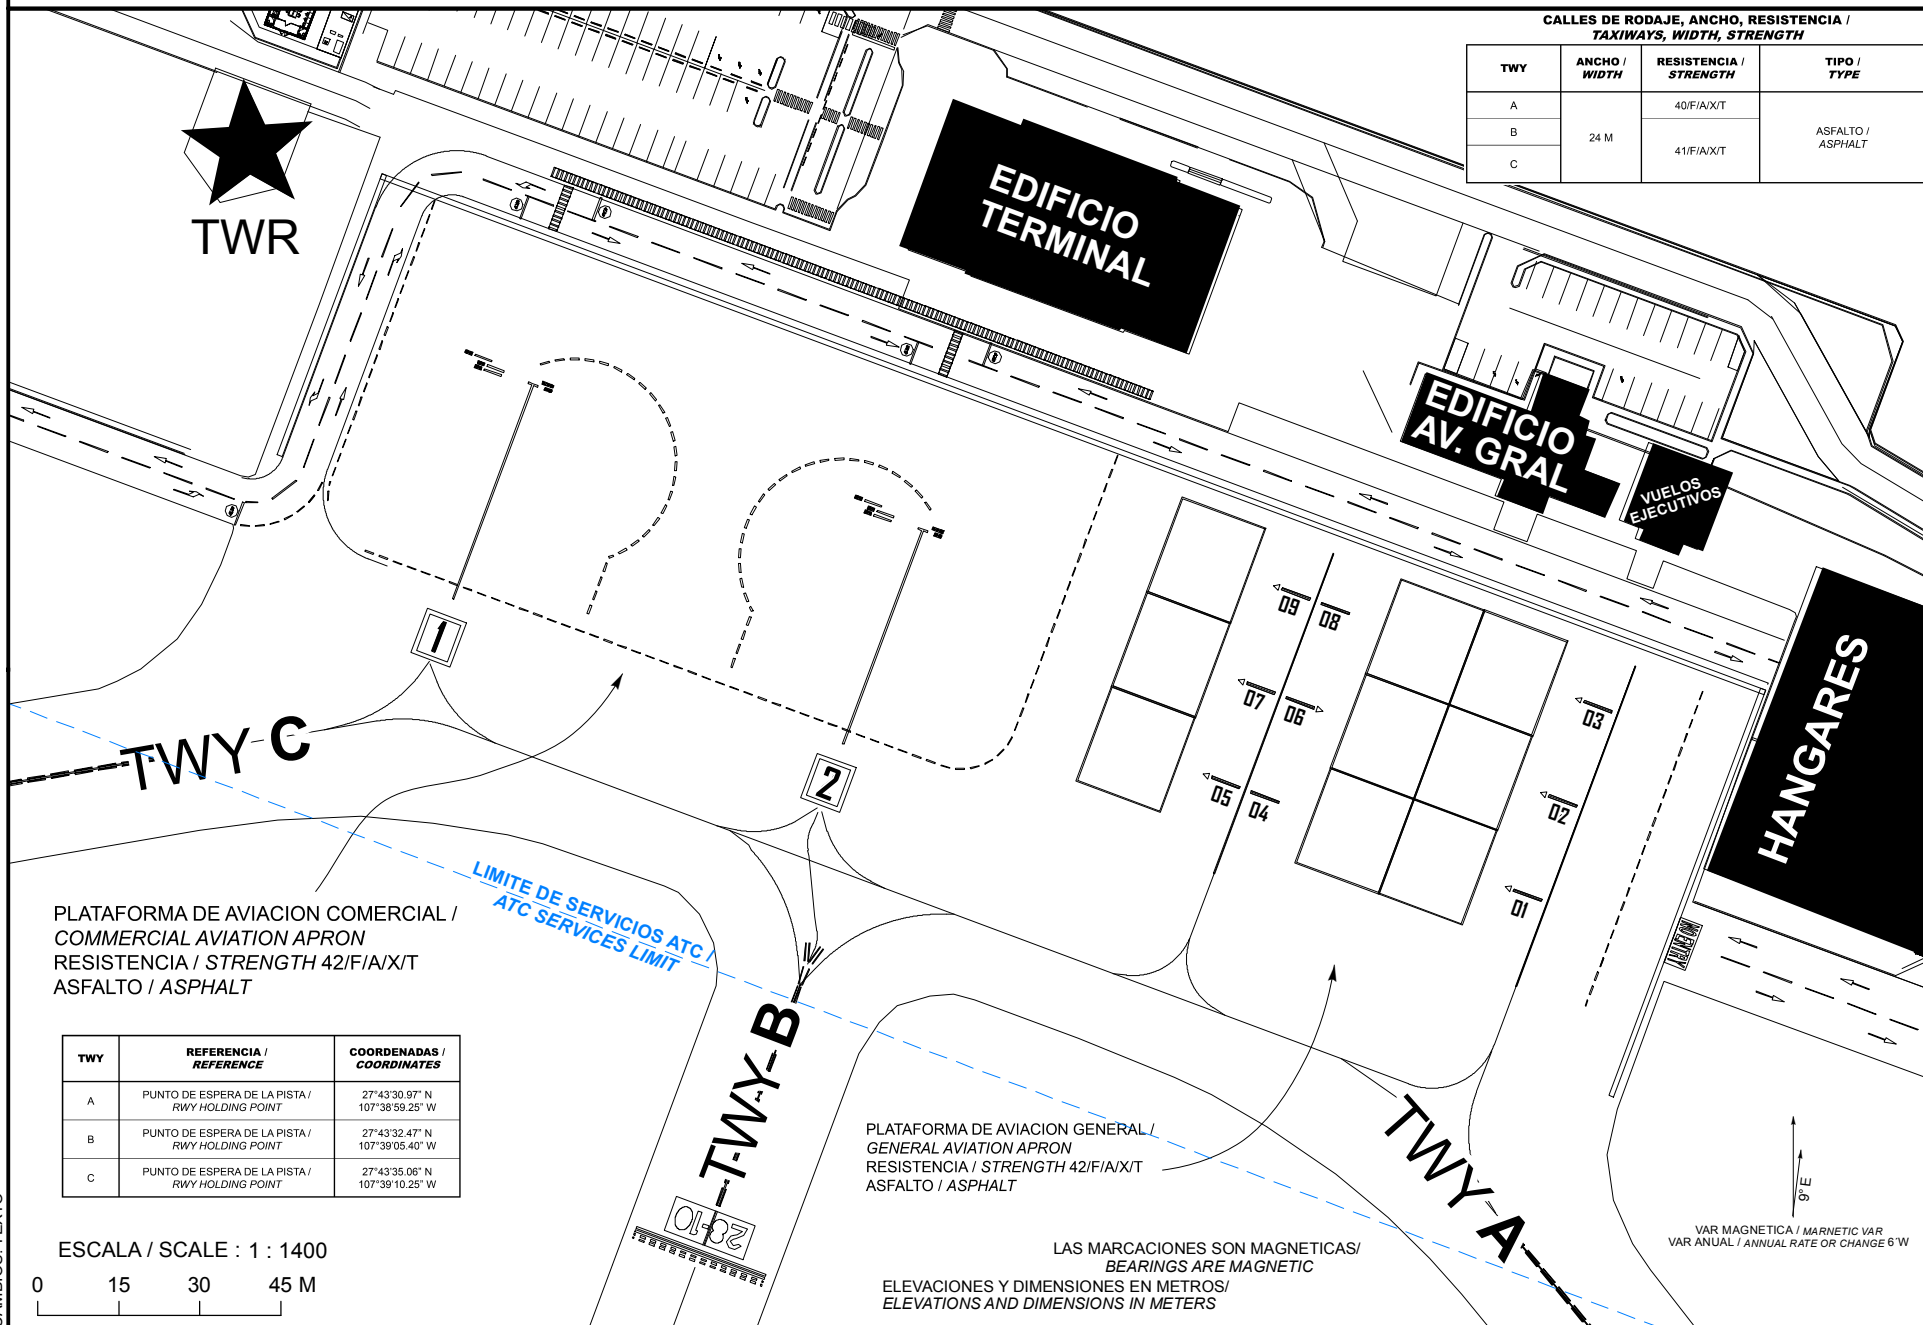 CALLES DE RODAJE, ANCHO, RESISTENCIA /
TAXIWAYS, WIDTH, STRENGTH
TWY
ANCHO /
WIDTH
RESISTENCIA /
STRENGTH
TIPO /
TYPE
A
40/F/A/X/T
B
24 M
41/F/A/X/T
ASFALTO /
ASPHALT
C
TWR
EDIFICIO
TERMINAL
EDIFICIO
AV. GRAL
VUELOS
EJECUTIVOS
HANGARES
1
2
09
08
07
06
05
04
03
02
01
NO ENTRY
TWY C
LIMITE DE SERVICIOS ATC /
ATC SERVICES LIMIT
PLATAFORMA DE AVIACION COMERCIAL /
COMMERCIAL AVIATION APRON
RESISTENCIA / STRENGTH 42/F/A/X/T
ASFALTO / ASPHALT
TWY
REFERENCIA /
REFERENCE
COORDENADAS /
COORDINATES
A
PUNTO DE ESPERA DE LA PISTA /
RWY HOLDING POINT
27°43'30.97" N
107°38'59.25" W
B
PUNTO DE ESPERA DE LA PISTA /
RWY HOLDING POINT
27°43'32.47" N
107°39'05.40" W
C
PUNTO DE ESPERA DE LA PISTA /
RWY HOLDING POINT
27°43'35.06" N
107°39'10.25" W
ESCALA / SCALE : 1 : 1400
0 15 30 45 M
TWY B
10-28
PLATAFORMA DE AVIACION GENERAL /
GENERAL AVIATION APRON
RESISTENCIA / STRENGTH 42/F/A/X/T
ASFALTO / ASPHALT
TWY A
LAS MARCACIONES SON MAGNETICAS/
BEARINGS ARE MAGNETIC
ELEVACIONES Y DIMENSIONES EN METROS/
ELEVATIONS AND DIMENSIONS IN METERS
9° E
VAR MAGNETICA / MARNETIC VAR
VAR ANUAL / ANNUAL RATE OR CHANGE 6'W